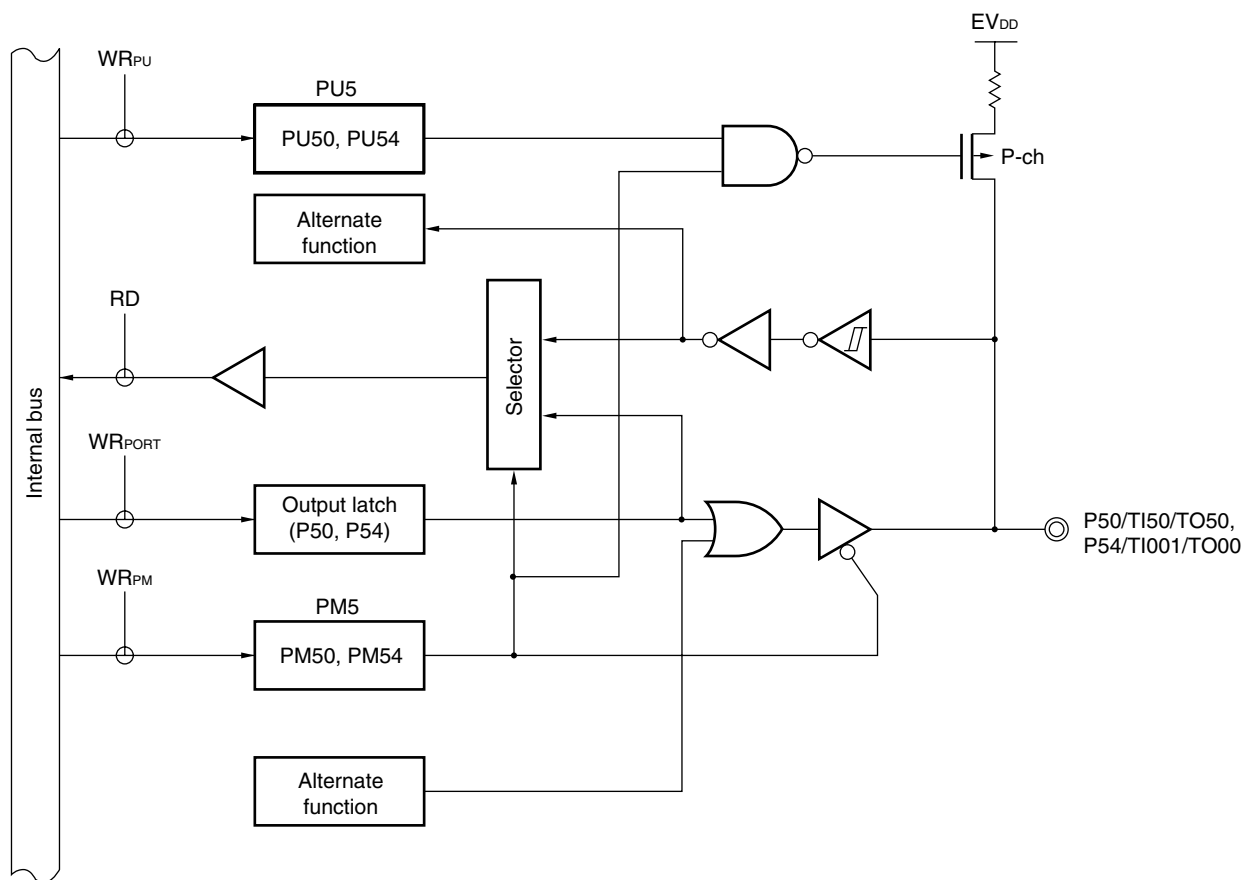 EVDD
WRPU
PU5
PU50, PU54
P-ch
Alternate
function
RD
Selector
Internal bus
WRPORT
Output latch
(P50, P54)
P50/TI50/TO50,
P54/TI001/TO00
WRPM
PM5
PM50, PM54
Alternate
function